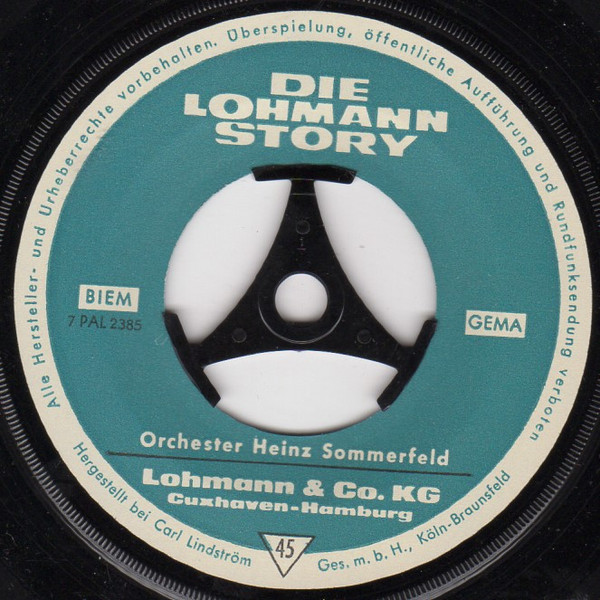 Alle Hersteller- und Urheberrechte vorbehalten. Überspielung, öffentliche Aufführung und Rundfunksendung verboten
DIE
LOHMANN
STORY
1
BIEM
7 PAL 2385
GEMA
Orchester Heinz Sommerfeld
Lohmann & Co. KG
Cuxhaven-Hamburg
45
Hergestellt bei Carl Lindström Ges. m. b. H., Köln-Braunsfeld